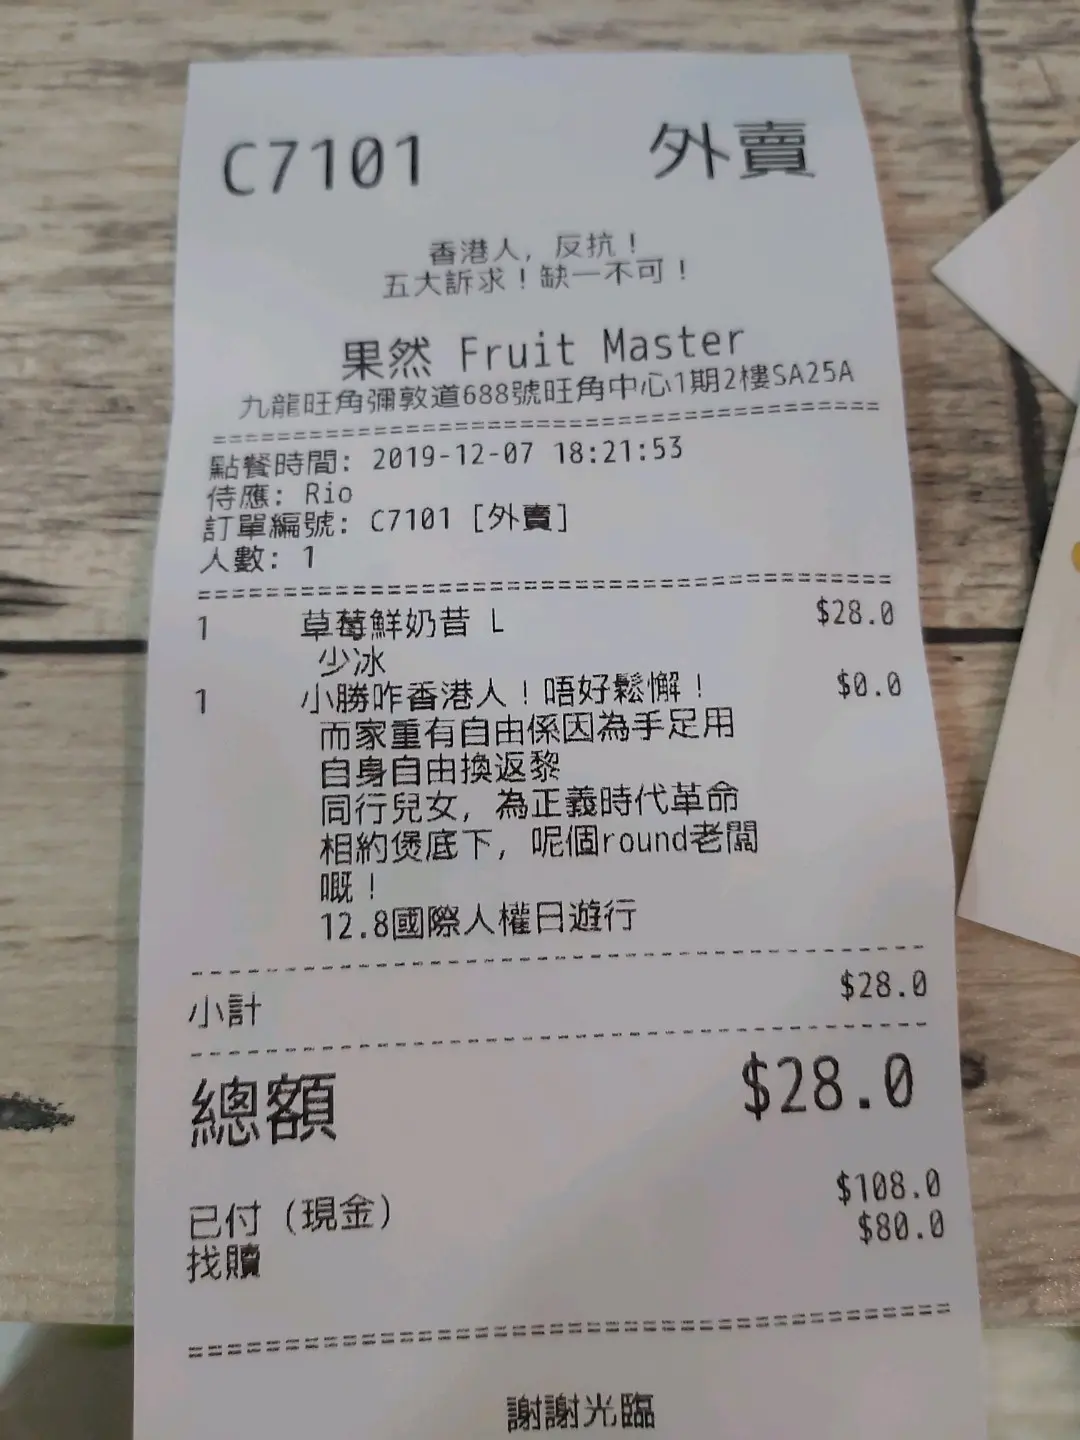 C7101 外賣
香港人，反抗！
五大訴求！缺一不可！
果然 Fruit Master
九龍旺角彌敦道688號旺角中心1期2樓SA25A
點餐時間: 2019-12-07 18:21:53
侍應: Rio
訂單編號: C7101 [外賣]
人數: 1
1 草莓鮮奶昔 L $28.0
少冰
1 小勝咋香港人！唔好鬆懈！ $0.0
而家重有自由係因為手足用
自身自由換返黎
同行兒女，為正義時代革命
相約煲底下，呢個round老闆
嘅！
12.8國際人權日遊行
小計 $28.0
總額 $28.0
已付（現金） $108.0
找贖 $80.0
謝謝光臨